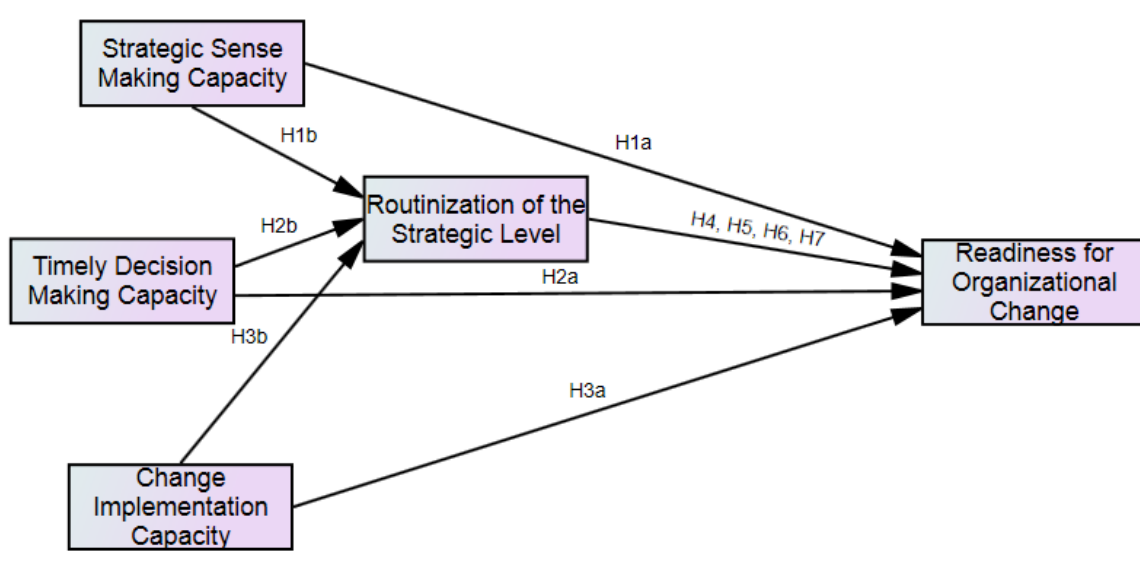 Strategic Sense
Making Capacity
H1b
H1a
Routinization of the
Strategic Level
H4, H5, H6, H7
H2b
Timely Decision
Making Capacity
H2a
Readiness for
Organizational
Change
H3b
H3a
Change
Implementation
Capacity